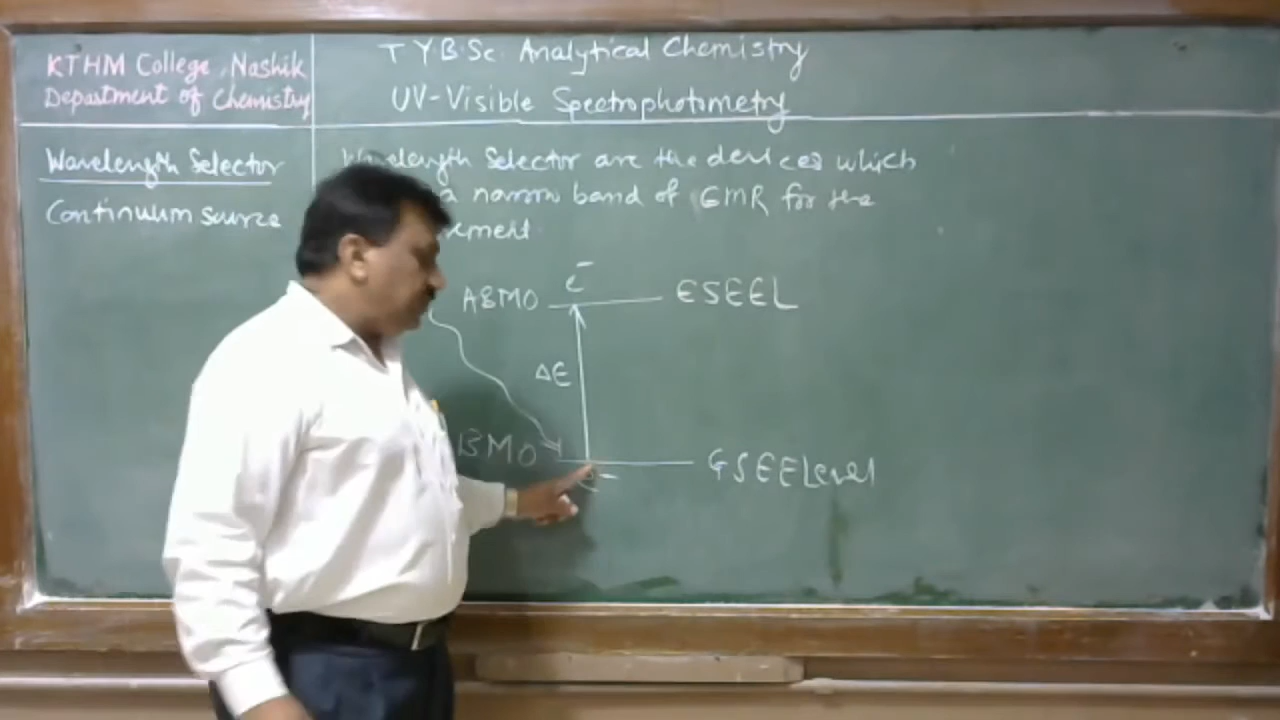 KTHM College, Nashik
Department of Chemistry
T Y B.Sc. Analytical Chemistry
UV-Visible Spectrophotometry
Wavelength Selector
Continuum Source
Wavelength Selector are the devices which
a narrow band of EMR for the
ABMO e- ESEEL
ΔE
BMO e- GSEELevel